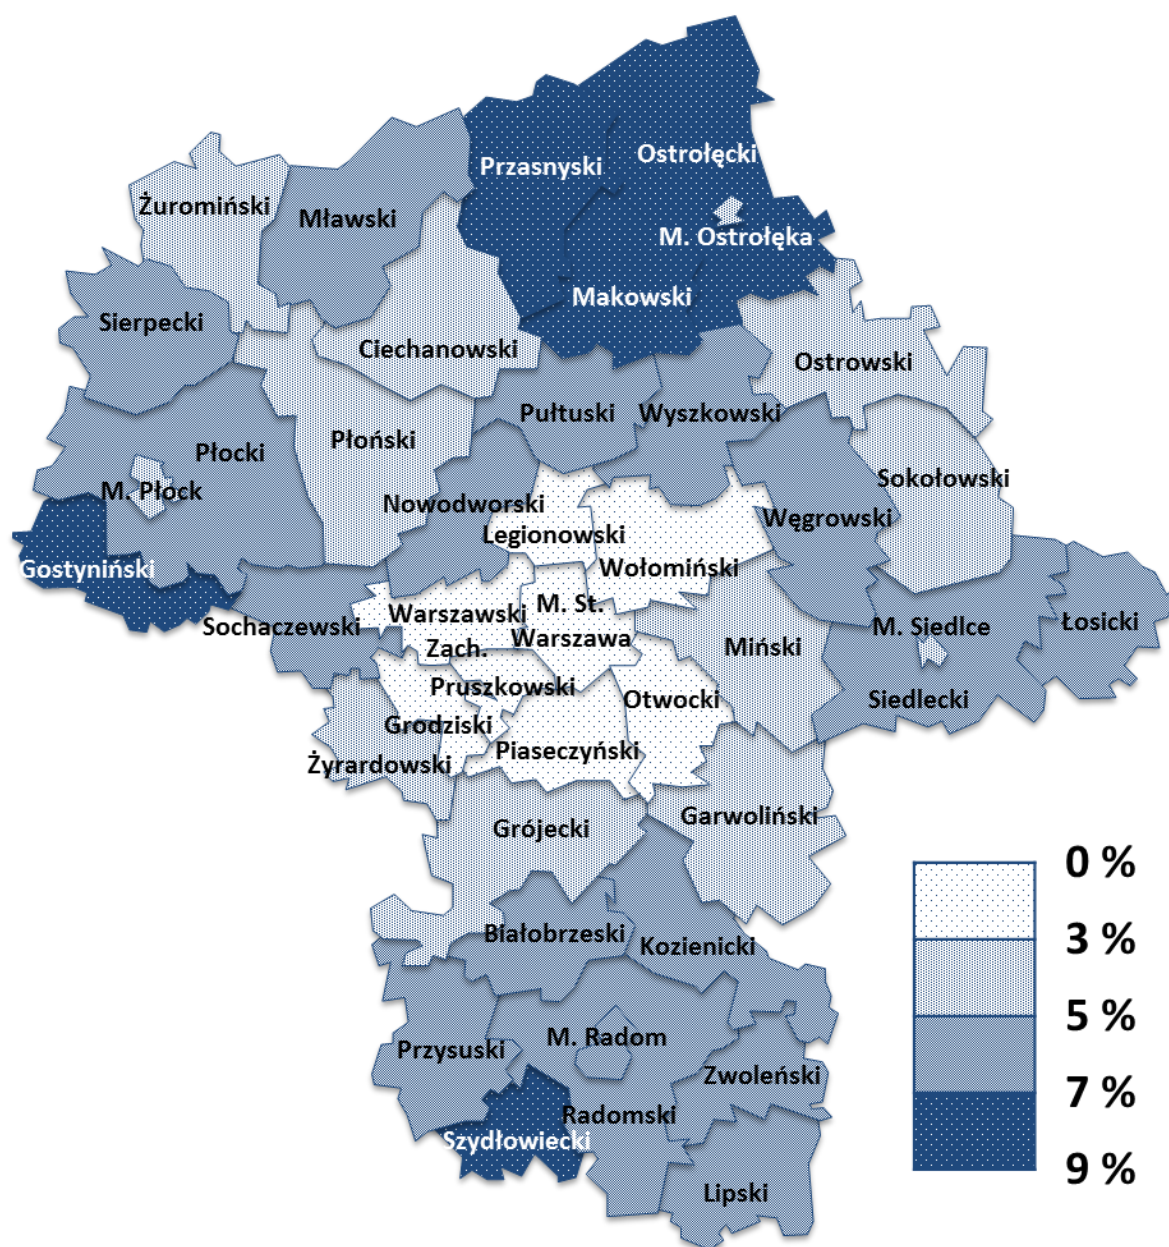 Ostrołęcki
Przasnyski
Żuromiński
Mławski
M. Ostrołęka
Makowski
Sierpecki
Ciechanowski
Ostrowski
Pułtuski
Wyszkowski
Płoński
Płocki
Sokołowski
M. Płock
Nowodworski
Węgrowski
Legionowski
Gostyniński
Wołomiński
M. St.
Warszawa
Warszawski
Zach.
Sochaczewski
M. Siedlce
Łosicki
Miński
Pruszkowski
Otwocki
Siedlecki
Grodziski
Piaseczyński
Żyrardowski
Garwoliński
Grójecki
Białobrzeski
Kozienicki
M. Radom
Przysuski
Zwoleński
Radomski
Szydłowiecki
Lipski
0 %
3 %
5 %
7 %
9 %